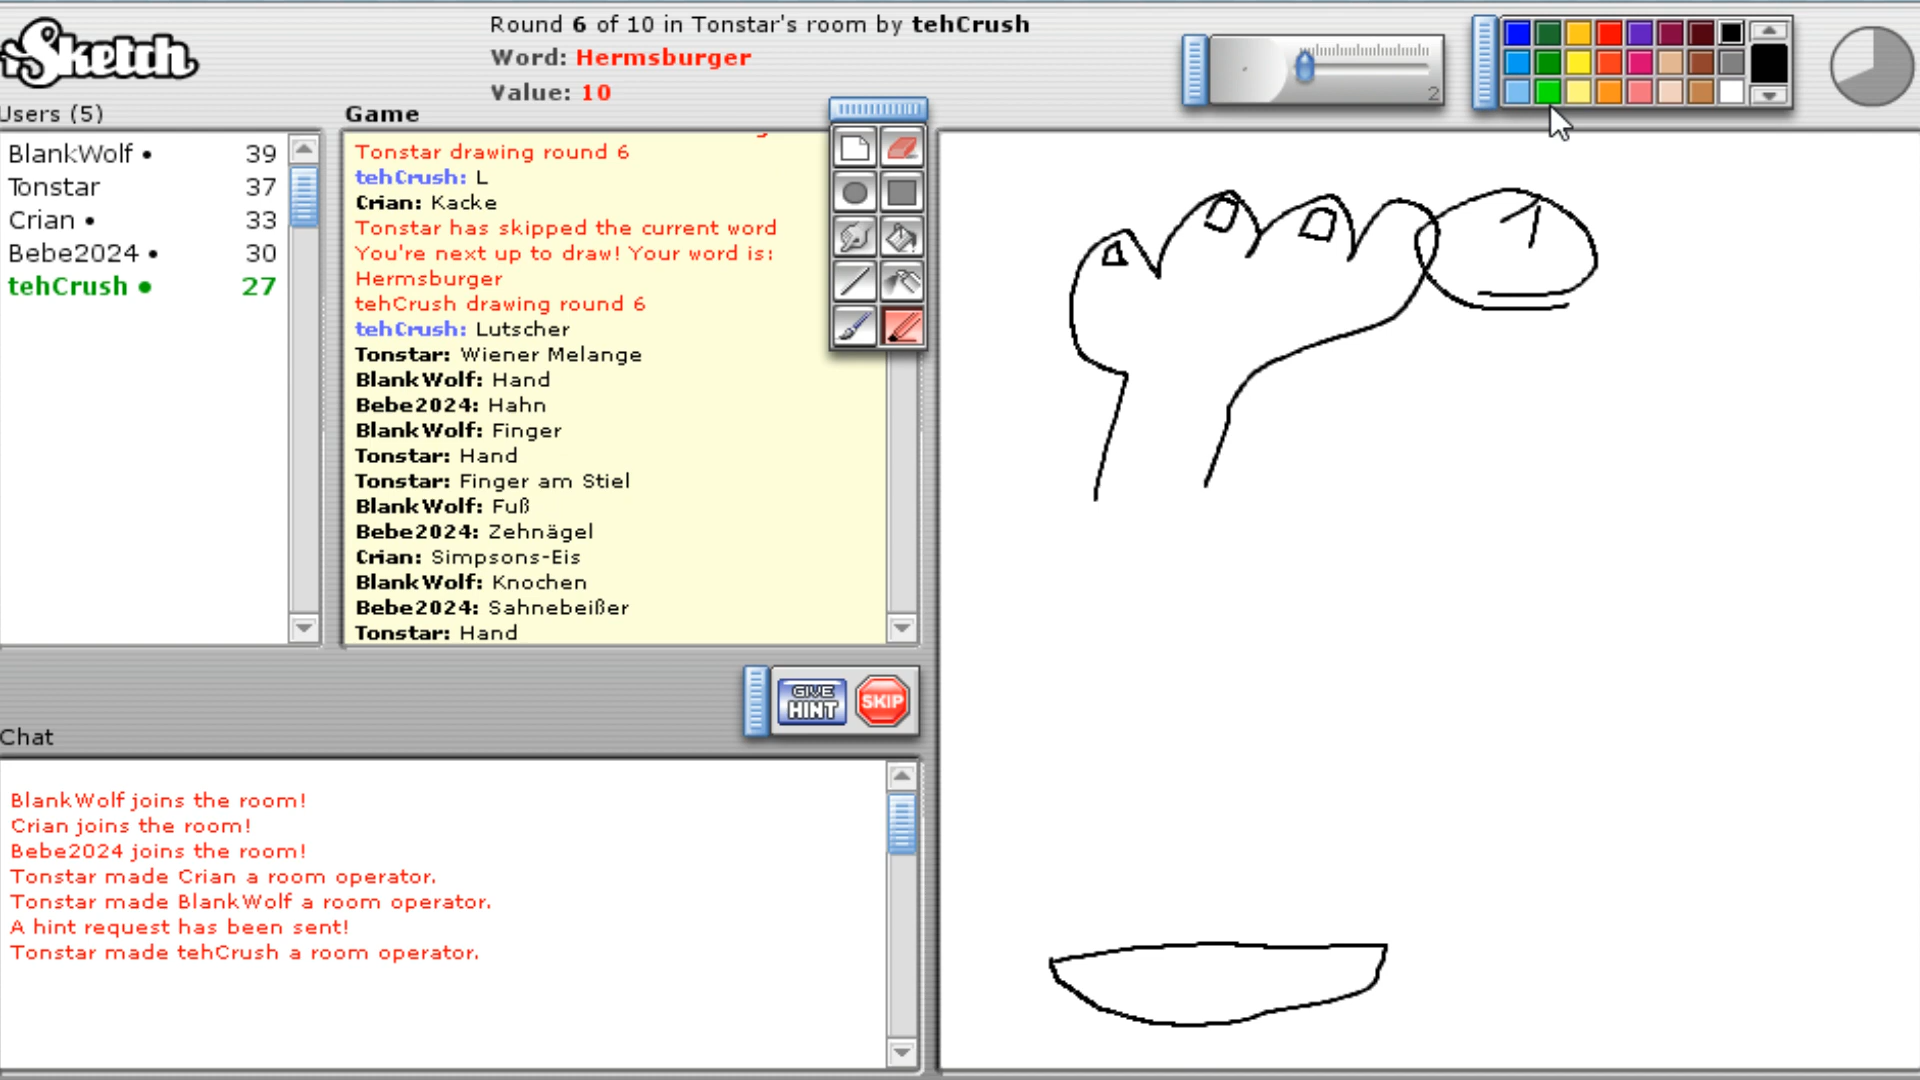 iSketch
Round 6 of 10 in Tonstar's room by tehCrush
Word: Hermsburger
Value: 10
Users (5)
BlankWolf • 39
Tonstar 37
Crian • 33
Bebe2024 • 30
tehCrush • 27
Game
Tonstar drawing round 6
tehCrush: L
Crian: Kacke
Tonstar has skipped the current word
You're next up to draw! Your word is:
Hermsburger
tehCrush drawing round 6
tehCrush: Lutscher
Tonstar: Wiener Melange
BlankWolf: Hand
Bebe2024: Hahn
BlankWolf: Finger
Tonstar: Hand
Tonstar: Finger am Stiel
BlankWolf: Fuß
Bebe2024: Zehnägel
Crian: Simpsons-Eis
BlankWolf: Knochen
Bebe2024: Sahnebeißer
Tonstar: Hand
2
GIVE
HINT
SKIP
Chat
BlankWolf joins the room!
Crian joins the room!
Bebe2024 joins the room!
Tonstar made Crian a room operator.
Tonstar made BlankWolf a room operator.
A hint request has been sent!
Tonstar made tehCrush a room operator.